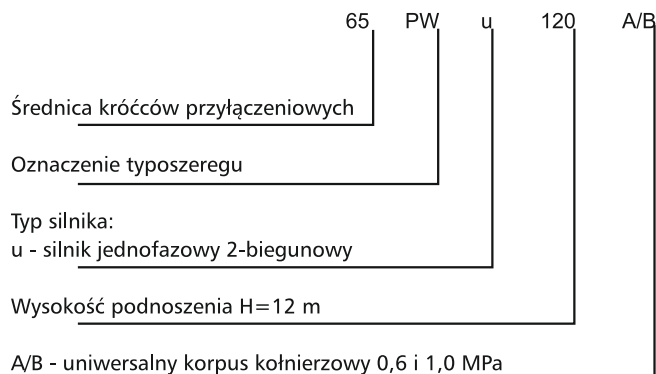 65 PW u 120 A/B
Średnica króćców przyłączeniowych
Oznaczenie typoszeregu
Typ silnika:
u - silnik jednofazowy 2-biegunowy
Wysokość podnoszenia H=12 m
A/B - uniwersalny korpus kołnierzowy 0,6 i 1,0 MPa